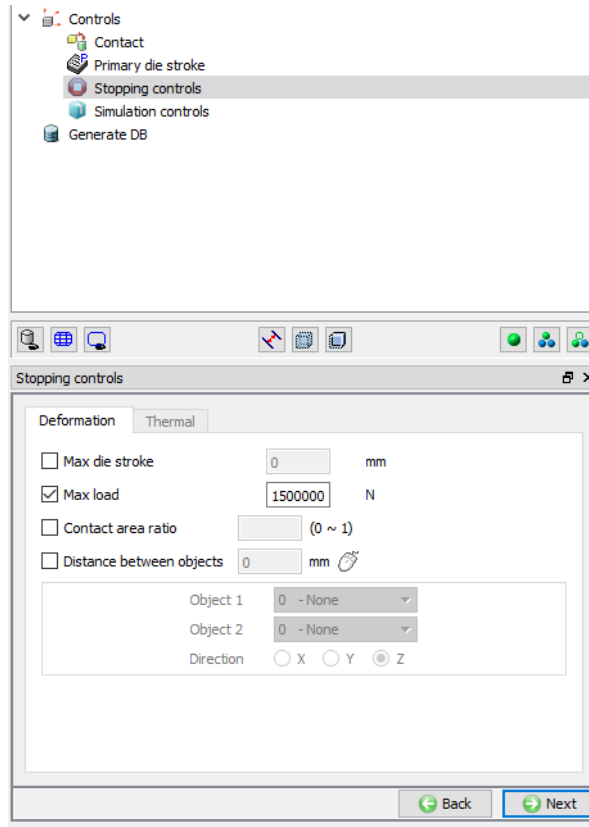 Controls
Contact
Primary die stroke
Stopping controls
Simulation controls
Generate DB
Stopping controls
Deformation Thermal
Max die stroke 0 mm
Max load 1500000 N
Contact area ratio (0 ~ 1)
Distance between objects 0 mm
Object 1 0 - None
Object 2 0 - None
Direction X Y Z
Back Next